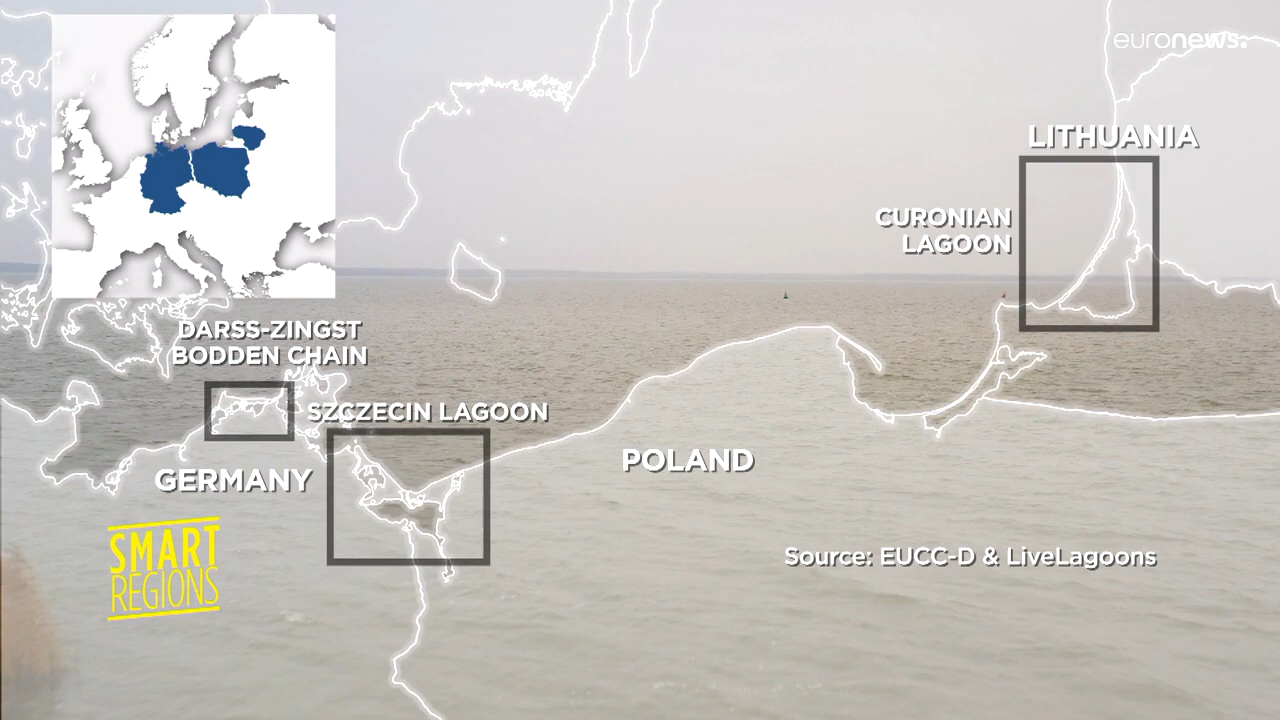 euronews.
LITHUANIA
CURONIAN
LAGOON
DARSS-ZINGST
BODDEN CHAIN
SZCZECIN LAGOON
POLAND
GERMANY
SMART
REGIONS
Source: EUCC-D & LiveLagoons